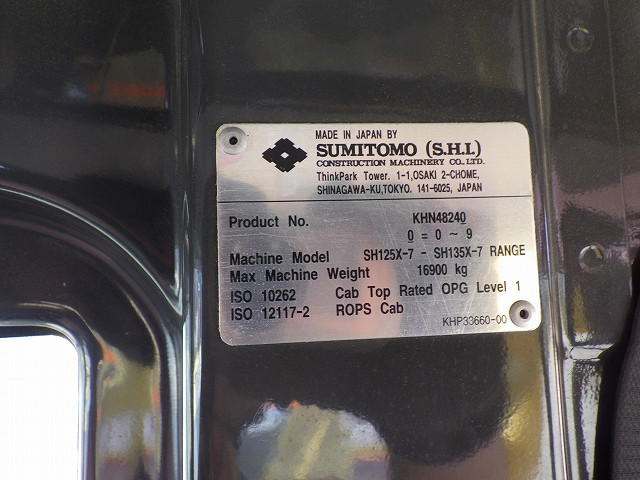 MADE IN JAPAN BY
SUMITOMO (S.H.I.)
CONSTRUCTION MACHINERY CO., LTD.
ThinkPark Tower. 1-1,OSAKI 2-CHOME,
SHINAGAWA-KU,TOKYO. 141-6025, JAPAN
Product No. KHN48240
0 = 0 ~ 9
Machine Model SH125X-7 - SH135X-7 RANGE
Max Machine Weight 16900 kg
ISO 10262 Cab Top Rated OPG Level 1
ISO 12117-2 ROPS Cab
KHP33660-00